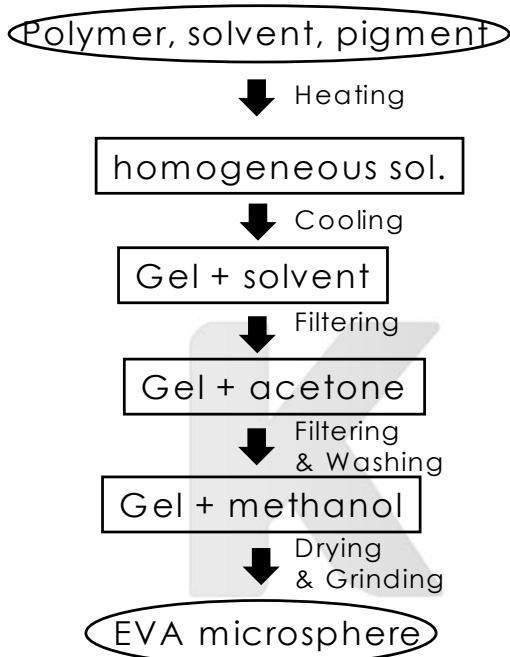 Polymer, solvent, pigment
Heating
homogeneous sol.
Cooling
Gel + solvent
Filtering
Gel + acetone
Filtering
& Washing
Gel + methanol
Drying
& Grinding
EVA microsphere